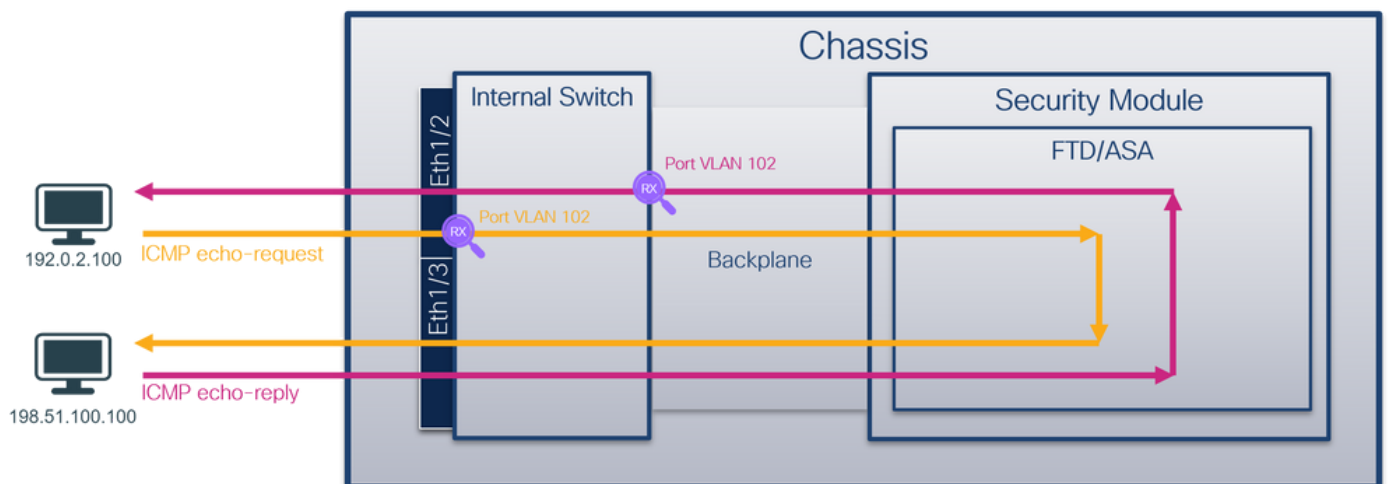 Chassis
Internal Switch
Security Module
FTD/ASA
Eth1/2
Port VLAN 102
RX
Port VLAN 102
RX
192.0.2.100
ICMP echo-request
Backplane
Eth1/3
ICMP echo-reply
198.51.100.100